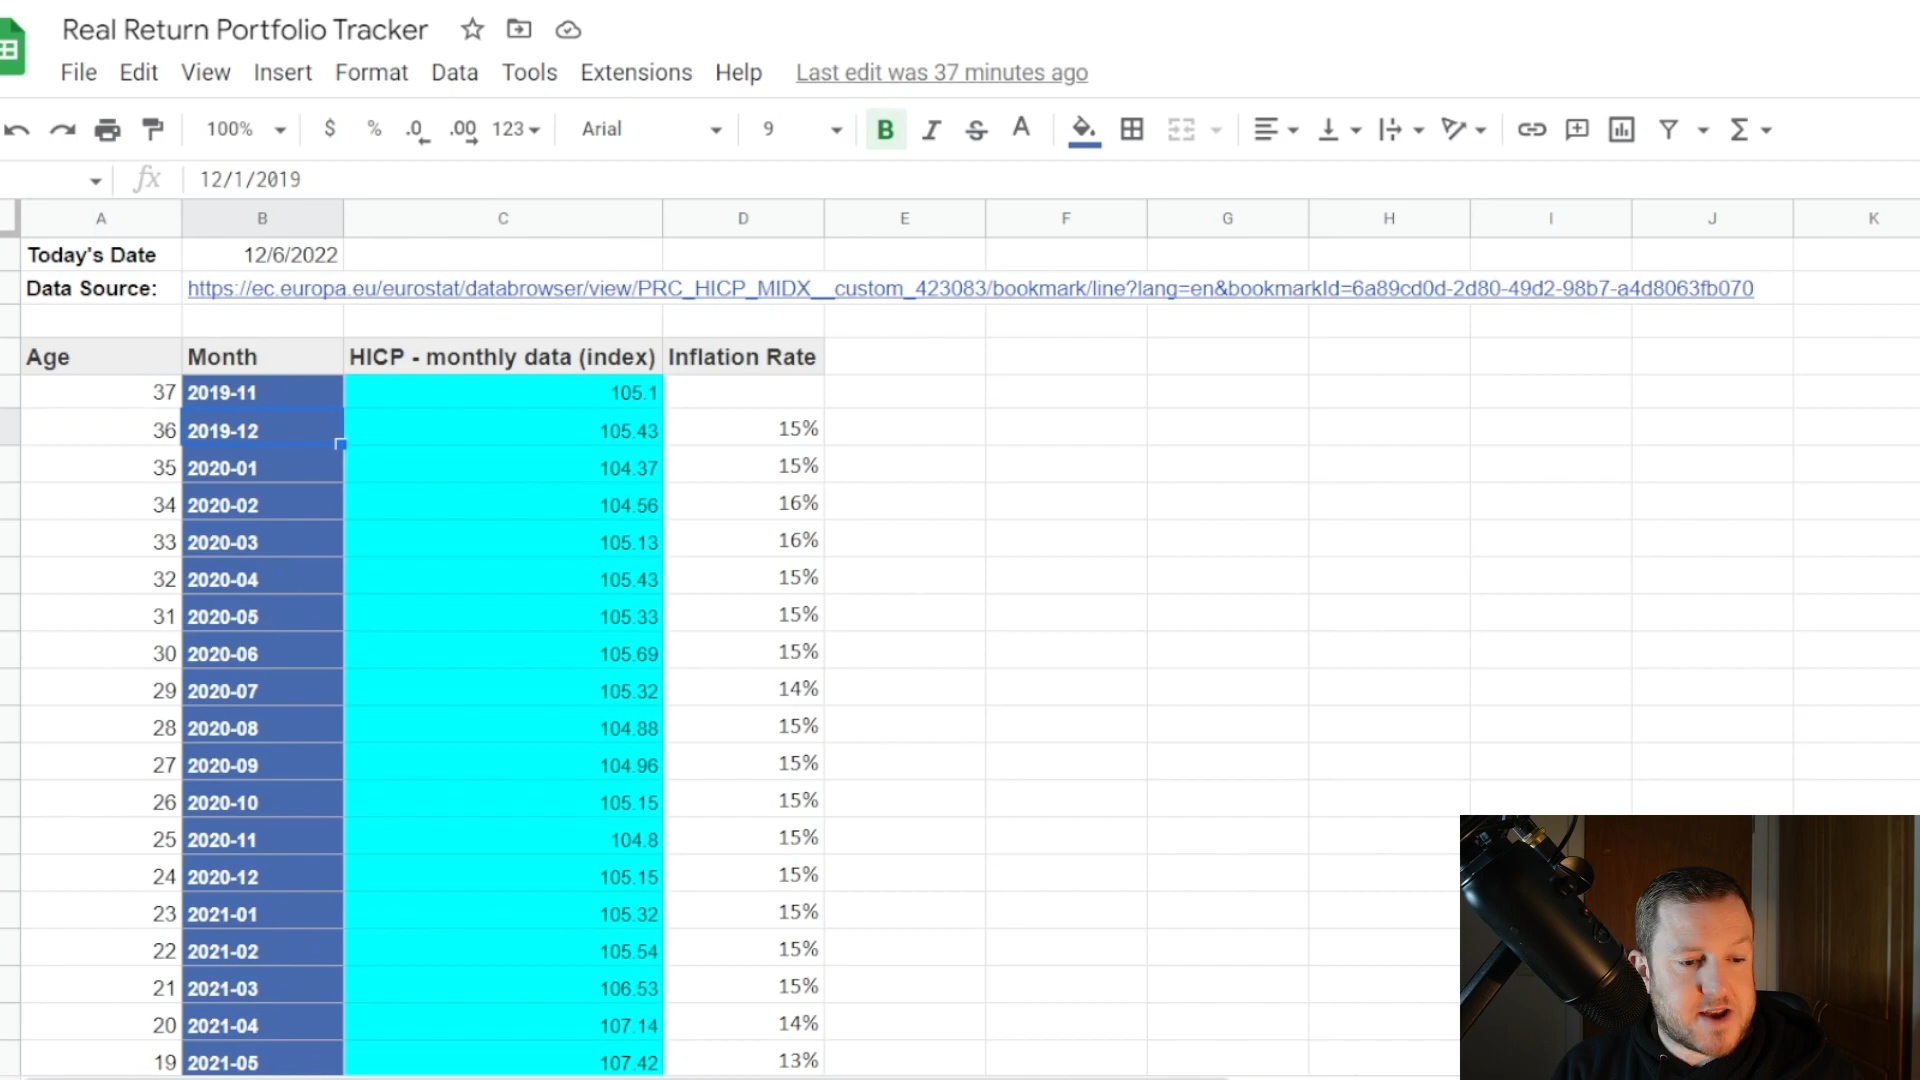 Real Return Portfolio Tracker
File Edit View Insert Format Data Tools Extensions Help Last edit was 37 minutes ago
100% $ % .0 .00 123 Arial 9 B I S A Σ
fx 12/1/2019
A B C D E F G H I J K
Today's Date 12/6/2022
Data Source: https://ec.europa.eu/eurostat/databrowser/view/PRC_HICP_MIDX__custom_423083/bookmark/line?lang=en&bookmarkId=6a89cd0d-2d80-49d2-98b7-a4d8063fb070
Age Month HICP - monthly data (index) Inflation Rate
37 2019-11 105.1
36 2019-12 105.43 15%
35 2020-01 104.37 15%
34 2020-02 104.56 16%
33 2020-03 105.13 16%
32 2020-04 105.43 15%
31 2020-05 105.33 15%
30 2020-06 105.69 15%
29 2020-07 105.32 14%
28 2020-08 104.88 15%
27 2020-09 104.96 15%
26 2020-10 105.15 15%
25 2020-11 104.8 15%
24 2020-12 105.15 15%
23 2021-01 105.32 15%
22 2021-02 105.54 15%
21 2021-03 106.53 15%
20 2021-04 107.14 14%
19 2021-05 107.42 13%